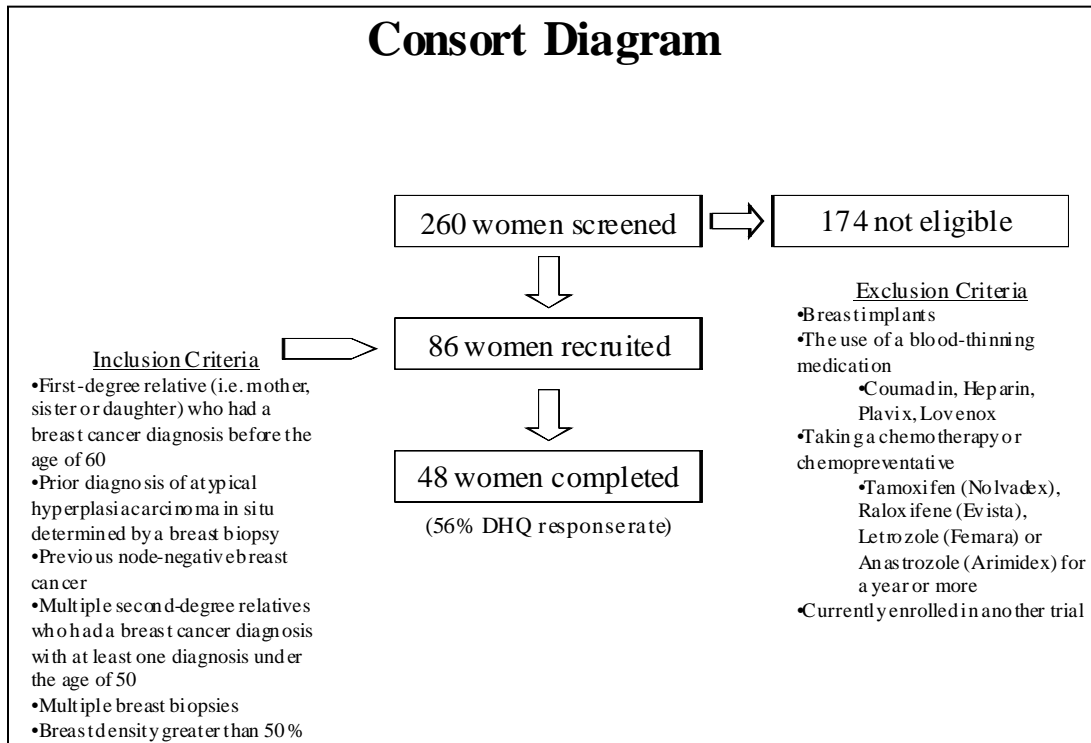 Consort Diagram
260 women screened
174 not eligible
86 women recruited
48 women completed
(56% DHQ response rate)
Inclusion Criteria
•First-degree relative (i.e. mother,
sister or daughter) who had a
breast cancer diagnosis before the
age of 60
•Prior diagnosis of atypical
hyperplasia carcinoma in situ
determined by a breast biopsy
•Previous node-negative breast
cancer
•Multiple second-degree relatives
who had a breast cancer diagnosis
with at least one diagnosis under
the age of 50
•Multiple breast biopsies
•Breast density greater than 50%
Exclusion Criteria
•Breast implants
•The use of a blood-thinning
medication
•Coumadin, Heparin,
Plavix, Lovenox
•Taking a chemotherapy or
chemopreventative
•Tamoxifen (Nolvadex),
Raloxifene (Evista),
Letrozole (Femara) or
Anastrozole (Arimidex) for
a year or more
•Currently enrolled in another trial